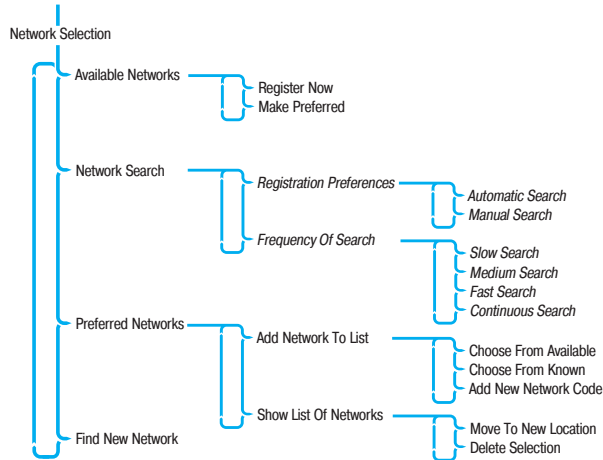 Network Selection
Available Networks
Register Now
Make Preferred
Network Search
Registration Preferences
Automatic Search
Manual Search
Frequency Of Search
Slow Search
Medium Search
Fast Search
Continuous Search
Preferred Networks
Add Network To List
Choose From Available
Choose From Known
Add New Network Code
Show List Of Networks
Move To New Location
Delete Selection
Find New Network